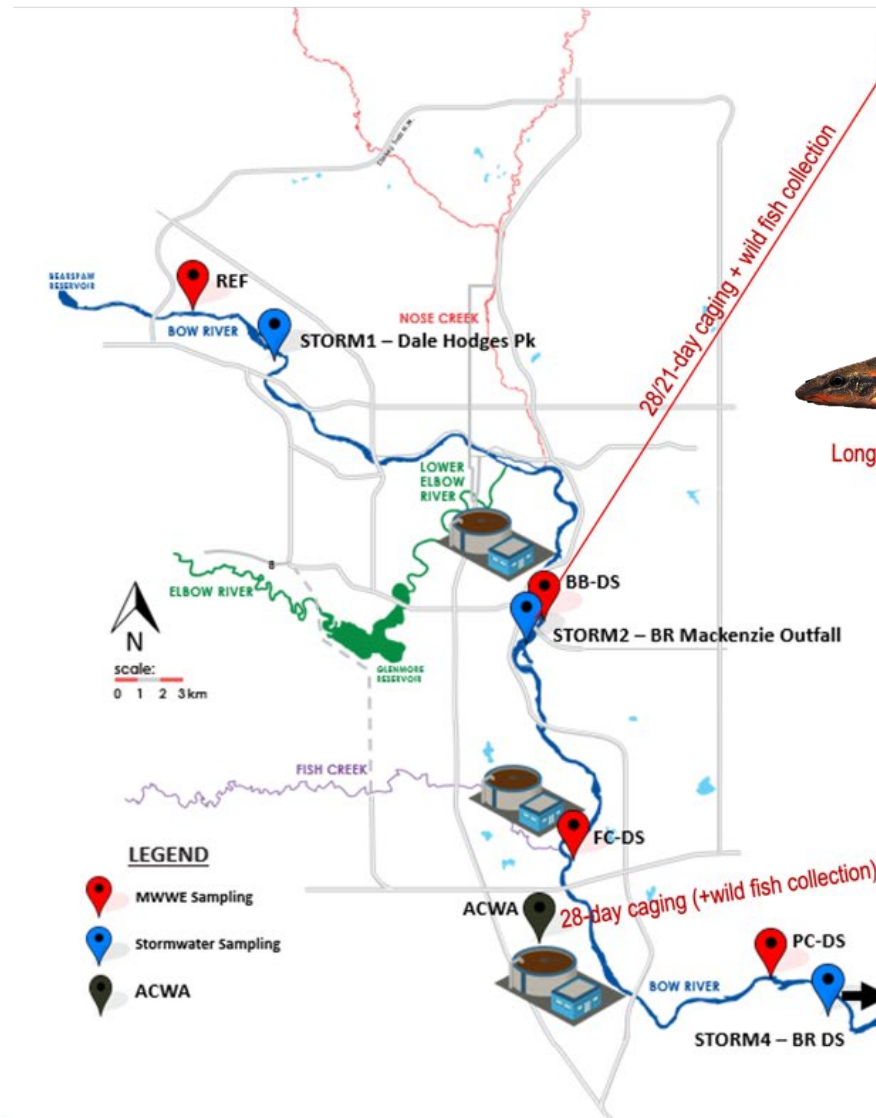 28/21-day caging + wild fish collection
REF
BEARSPAW
RESERVOIR
BOW RIVER
NOSE CREEK
STORM1 – Dale Hodges Pk
Long
LOWER
ELBOW
RIVER
BB-DS
ELBOW RIVER
STORM2 – BR Mackenzie Outfall
N
GLENMORE
RESERVOIR
scale:
0 1 2 3km
FISH CREEK
FC-DS
LEGEND
MWWE Sampling
Stormwater Sampling
ACWA
ACWA
28-day caging (+wild fish collection)
PC-DS
BOW RIVER
STORM4 – BR DS